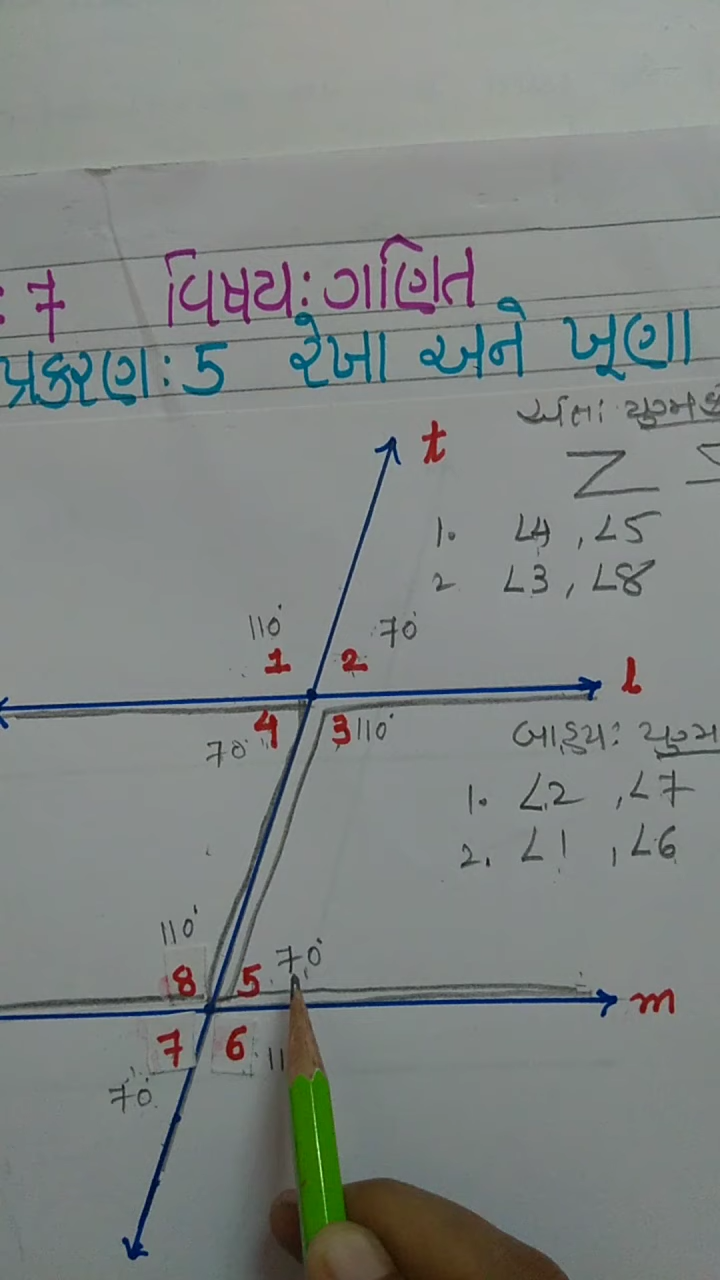 : 7 વિષય: ગણિત
પ્રકરણ: 5 રેખા અને ખૂણા
અંતઃ યુગ્મ
Z
t
1. ∠4 , ∠5
2 ∠3 , ∠8
110° 70°
1 2
l
4 3 110°
70°
બાહ્યઃ યુગ્મ
1. ∠2 , ∠7
2. ∠1 , ∠6
110°
8 5 70°
m
7 6 11
70°